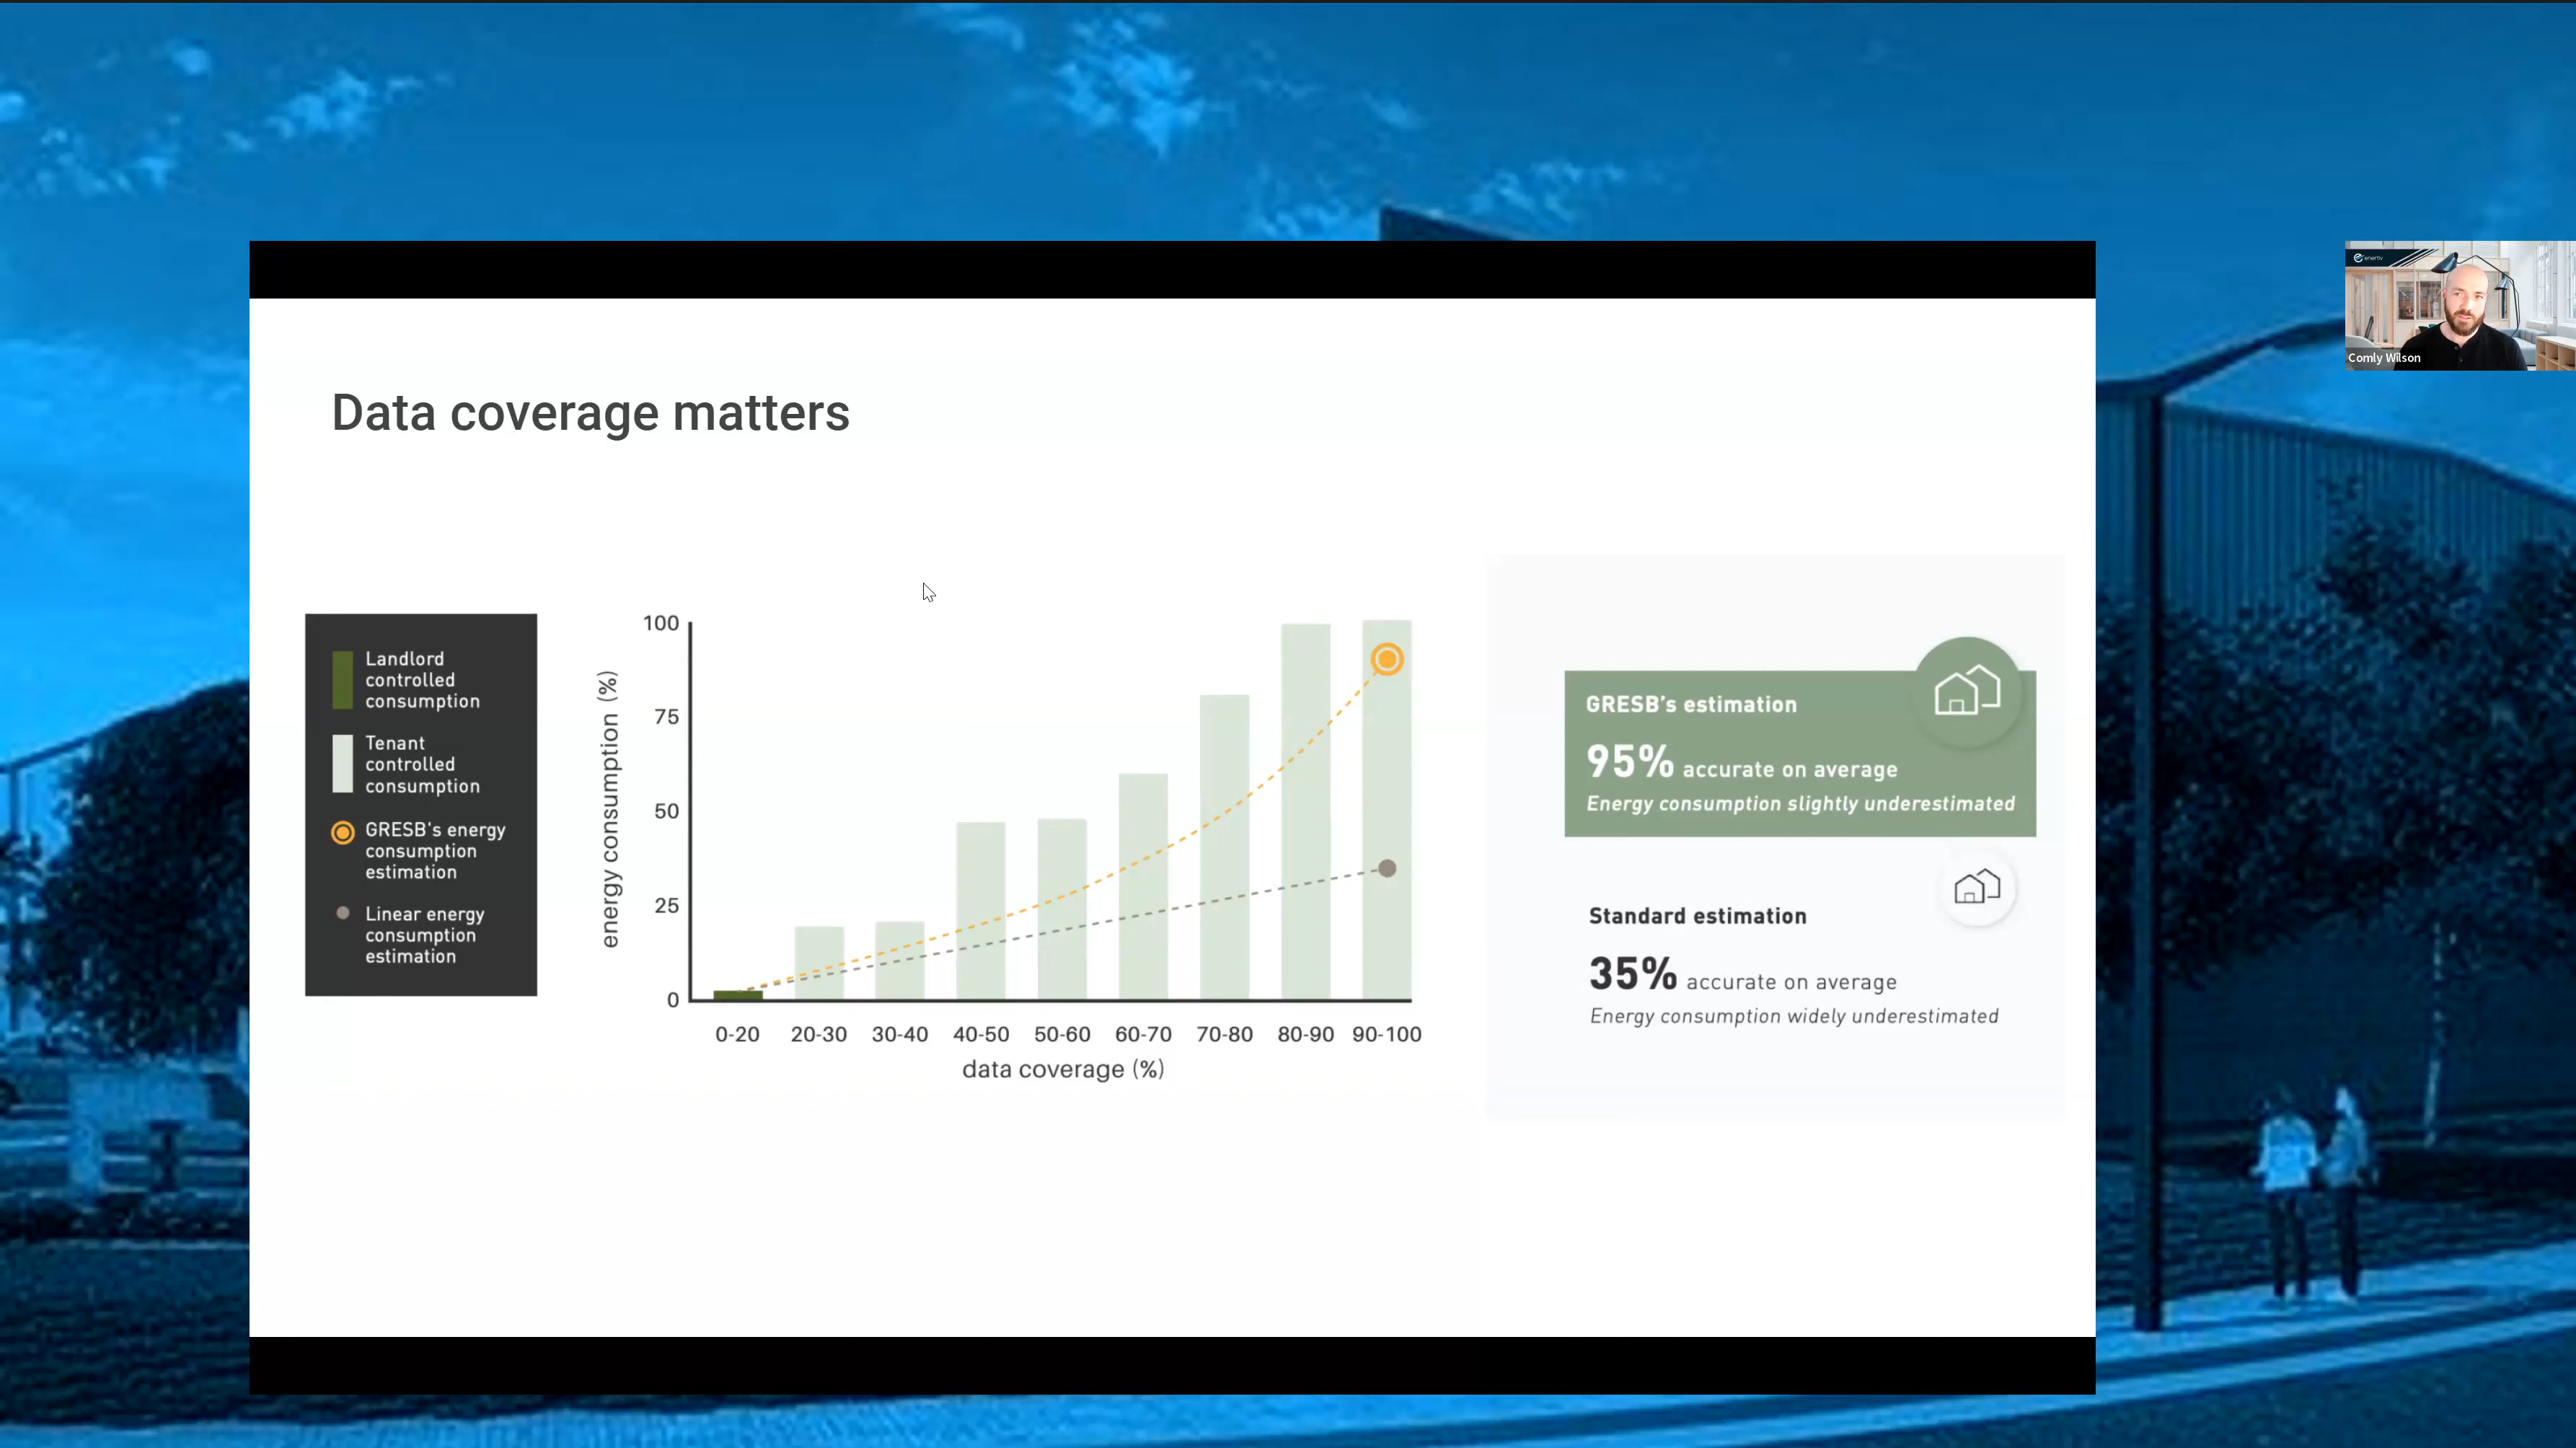 enertiv
Comly Wilson
Data coverage matters
Landlord
controlled
consumption
Tenant
controlled
consumption
GRESB's energy
consumption
estimation
Linear energy
consumption
estimation
energy consumption (%)
100
75
50
25
0
0-20 20-30 30-40 40-50 50-60 60-70 70-80 80-90 90-100
data coverage (%)
GRESB's estimation
95% accurate on average
Energy consumption slightly underestimated
Standard estimation
35% accurate on average
Energy consumption widely underestimated